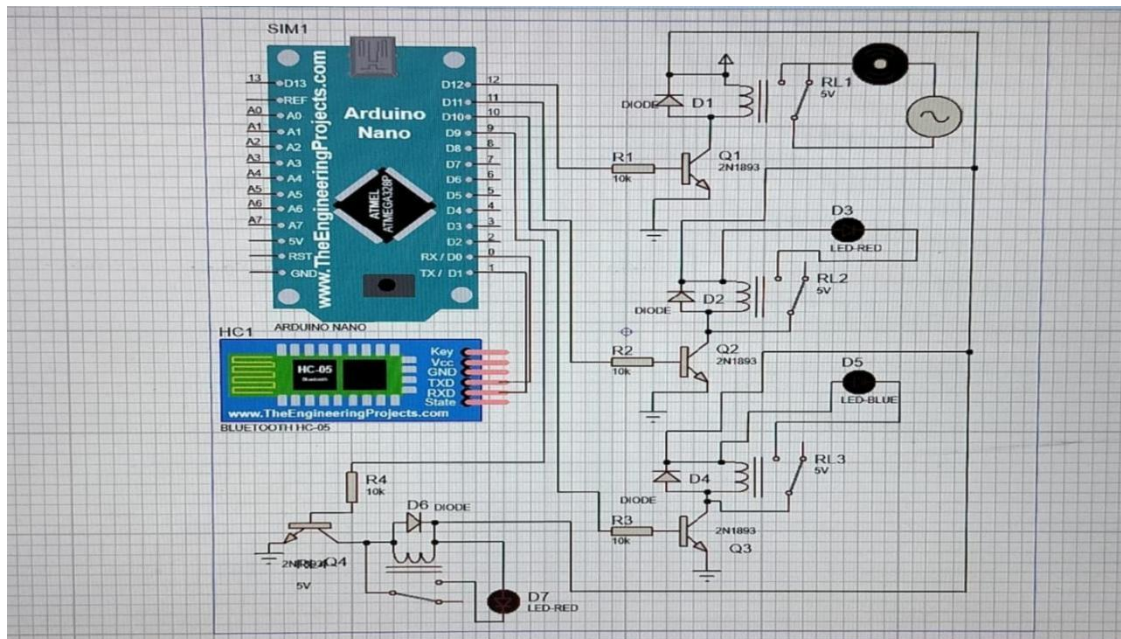 SIM1
13
D13
REF
A0
A0
A1
A1
A2
A2
A3
A3
A4
A4
A5
A5
A6
A6
A7
A7
5V
RST
GND
www.TheEngineeringProjects.com
Arduino
Nano
ATMEL
ATMEGA328P
D12
12
D11
11
D10
10
D9
9
D8
8
D7
7
D6
6
D5
5
D4
4
D3
3
D2
2
RX / D0
0
TX / D1
1
ARDUINO NANO
HC1
HC-05
Bluetooth
Key
Vcc
GND
TXD
RXD
State
www.TheEngineeringProjects.com
BLUETOOTH HC-05
DIODE
D1
RL1
5V
R1
10k
Q1
2N1893
D3
LED-RED
D2
DIODE
RL2
5V
R2
10k
Q2
2N1893
D5
LED-BLUE
D4
DIODE
RL3
5V
R3
10k
2N1893
Q3
R4
10k
D6
DIODE
Q4
5V
D7
LED-RED